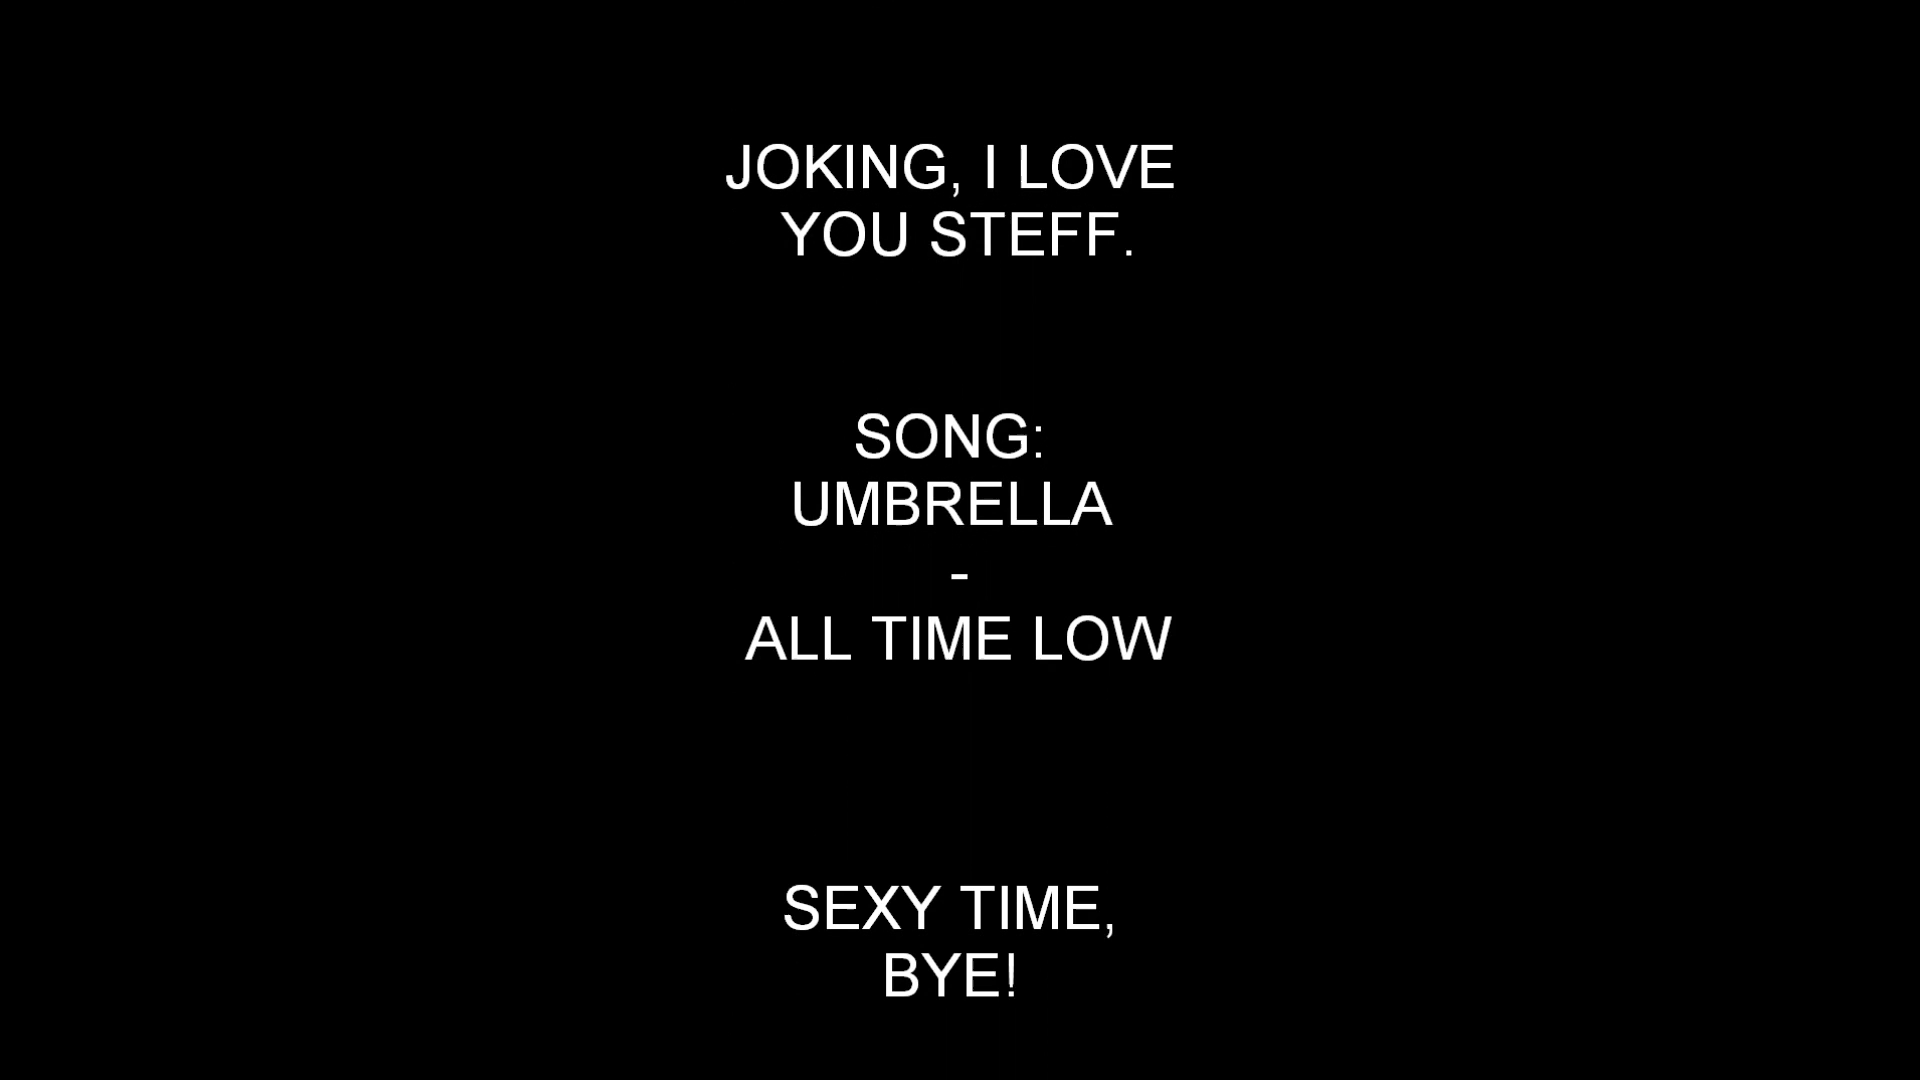 JOKING, I LOVE
YOU STEFF.
SONG:
UMBRELLA
-
ALL TIME LOW
SEXY TIME,
BYE!